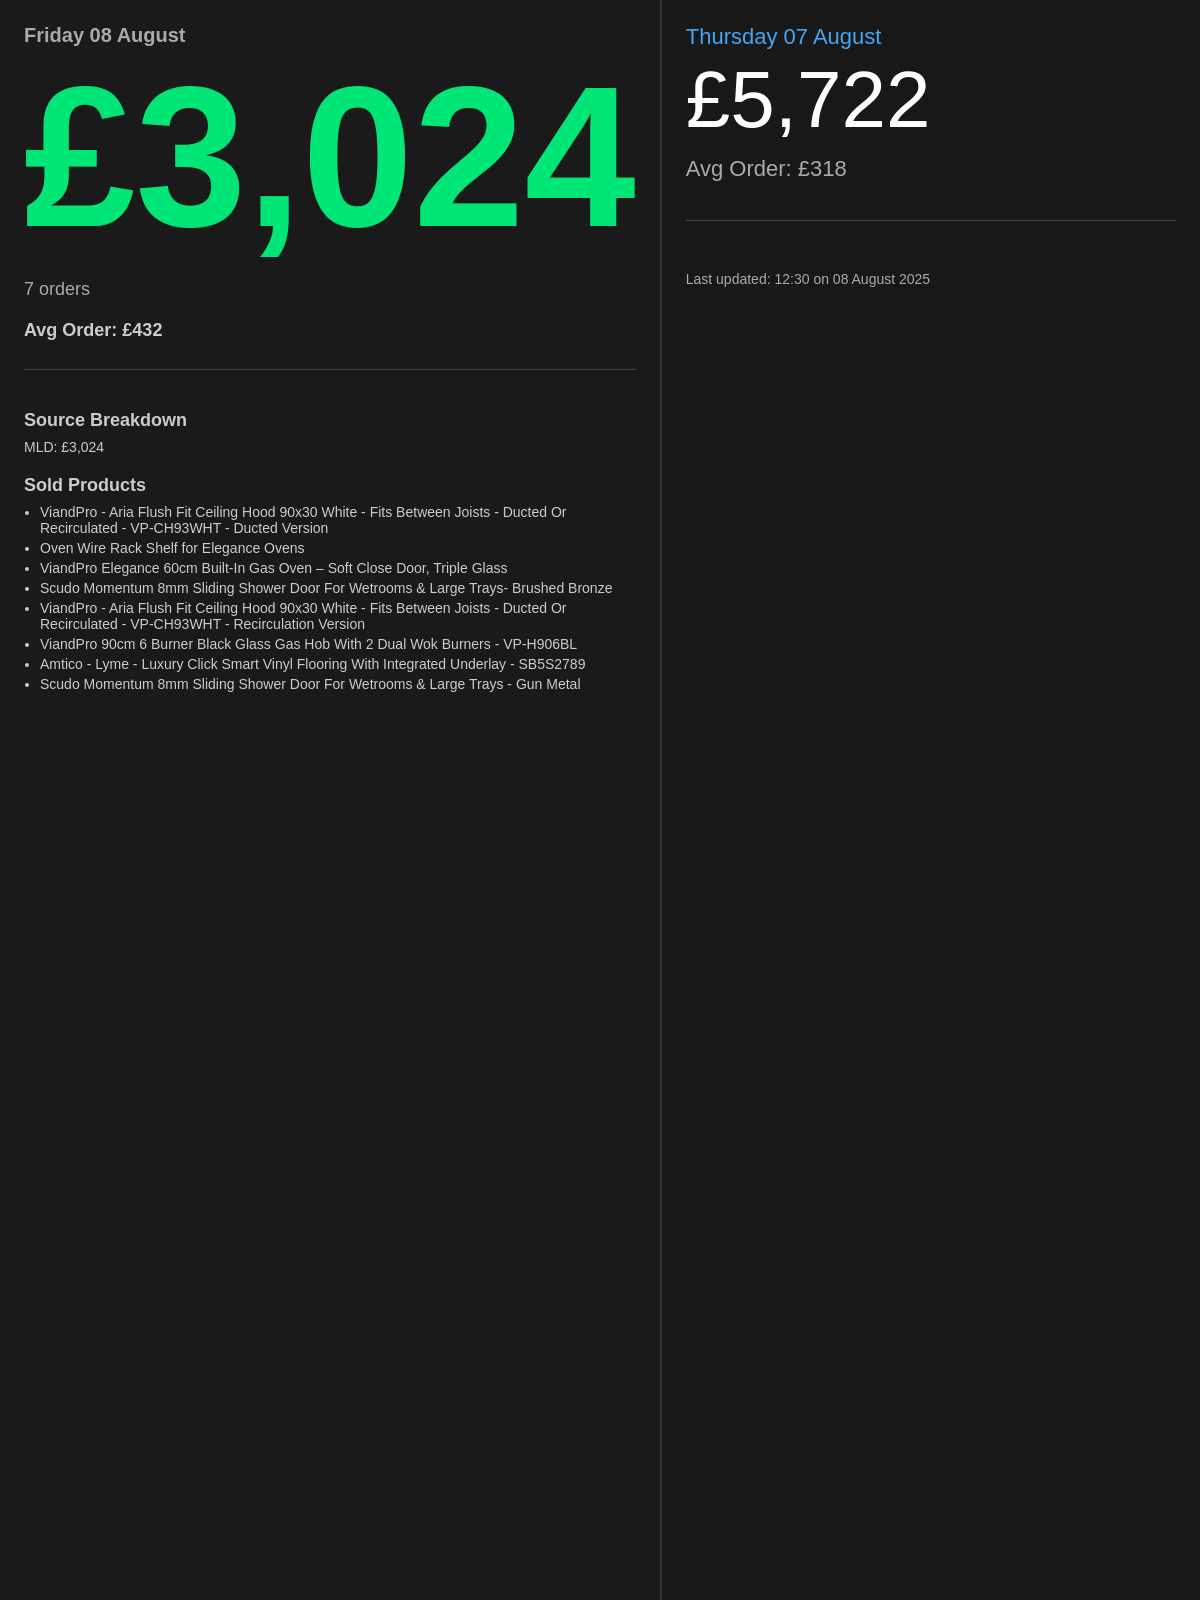 Friday 08 August
£3,024
7 orders
Avg Order: £432
Source Breakdown
MLD: £3,024
Sold Products
• ViandPro - Aria Flush Fit Ceiling Hood 90x30 White - Fits Between Joists - Ducted Or
Recirculated - VP-CH93WHT - Ducted Version
• Oven Wire Rack Shelf for Elegance Ovens
• ViandPro Elegance 60cm Built-In Gas Oven – Soft Close Door, Triple Glass
• Scudo Momentum 8mm Sliding Shower Door For Wetrooms & Large Trays- Brushed Bronze
• ViandPro - Aria Flush Fit Ceiling Hood 90x30 White - Fits Between Joists - Ducted Or
Recirculated - VP-CH93WHT - Recirculation Version
• ViandPro 90cm 6 Burner Black Glass Gas Hob With 2 Dual Wok Burners - VP-H906BL
• Amtico - Lyme - Luxury Click Smart Vinyl Flooring With Integrated Underlay - SB5S2789
• Scudo Momentum 8mm Sliding Shower Door For Wetrooms & Large Trays - Gun Metal
Thursday 07 August
£5,722
Avg Order: £318
Last updated: 12:30 on 08 August 2025